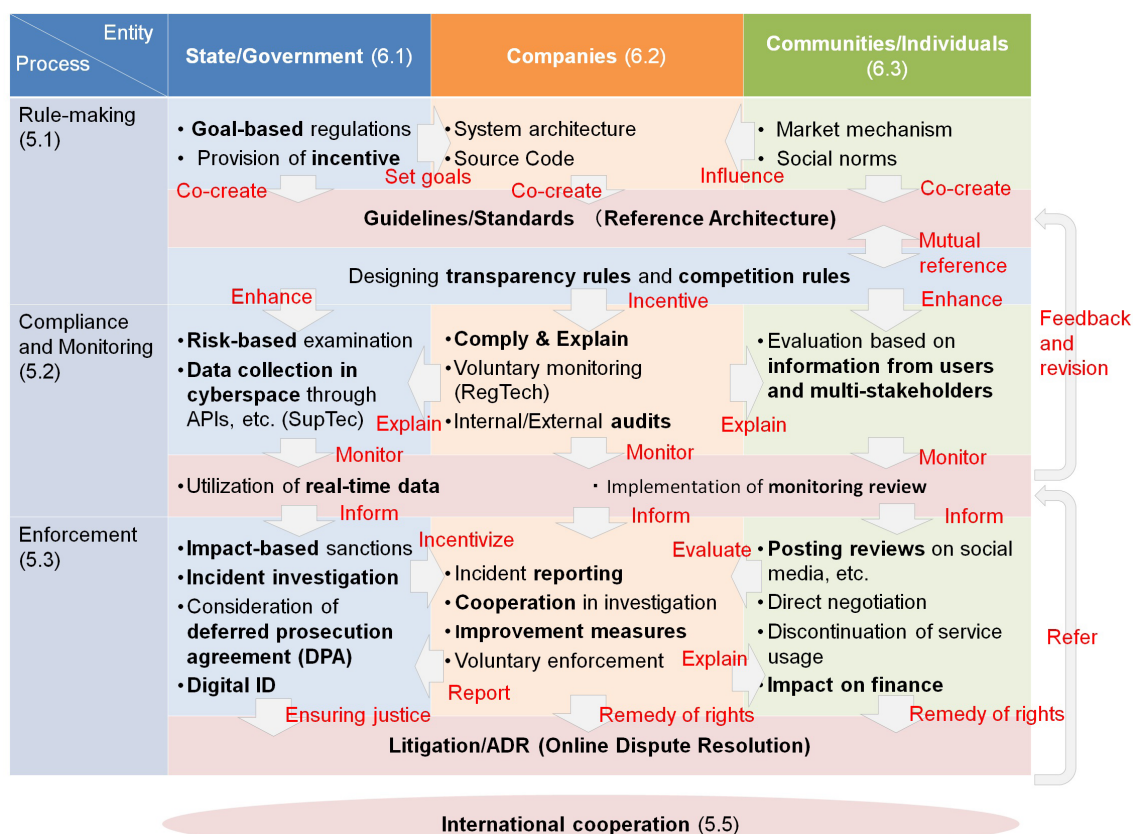 Entity
Process
State/Government (6.1)
Companies (6.2)
Communities/Individuals
(6.3)
Rule-making
(5.1)
• Goal-based regulations
• Provision of incentive
•System architecture
•Source Code
• Market mechanism
• Social norms
Co-create
Set goals
Co-create
Influence
Co-create
Guidelines/Standards （Reference Architecture)
Mutual
reference
Designing transparency rules and competition rules
Enhance
Incentive
Enhance
Feedback
and
revision
Compliance
and Monitoring
(5.2)
•Risk-based examination
•Data collection in
cyberspace through
APIs, etc. (SupTec)
•Comply & Explain
•Voluntary monitoring
(RegTech)
•Internal/External audits
•Evaluation based on
information from users
and multi-stakeholders
Explain
Explain
Monitor
Monitor
Monitor
•Utilization of real-time data
・Implementation of monitoring review
Inform
Inform
Inform
Enforcement
(5.3)
•Impact-based sanctions
•Incident investigation
•Consideration of
deferred prosecution
agreement (DPA)
•Digital ID
Incentivize
Evaluate
•Incident reporting
•Cooperation in investigation
•Improvement measures
•Voluntary enforcement
•Posting reviews on social
media, etc.
•Direct negotiation
•Discontinuation of service
usage
•Impact on finance
Refer
Explain
Report
Ensuring justice
Remedy of rights
Remedy of rights
Litigation/ADR (Online Dispute Resolution)
International cooperation (5.5)